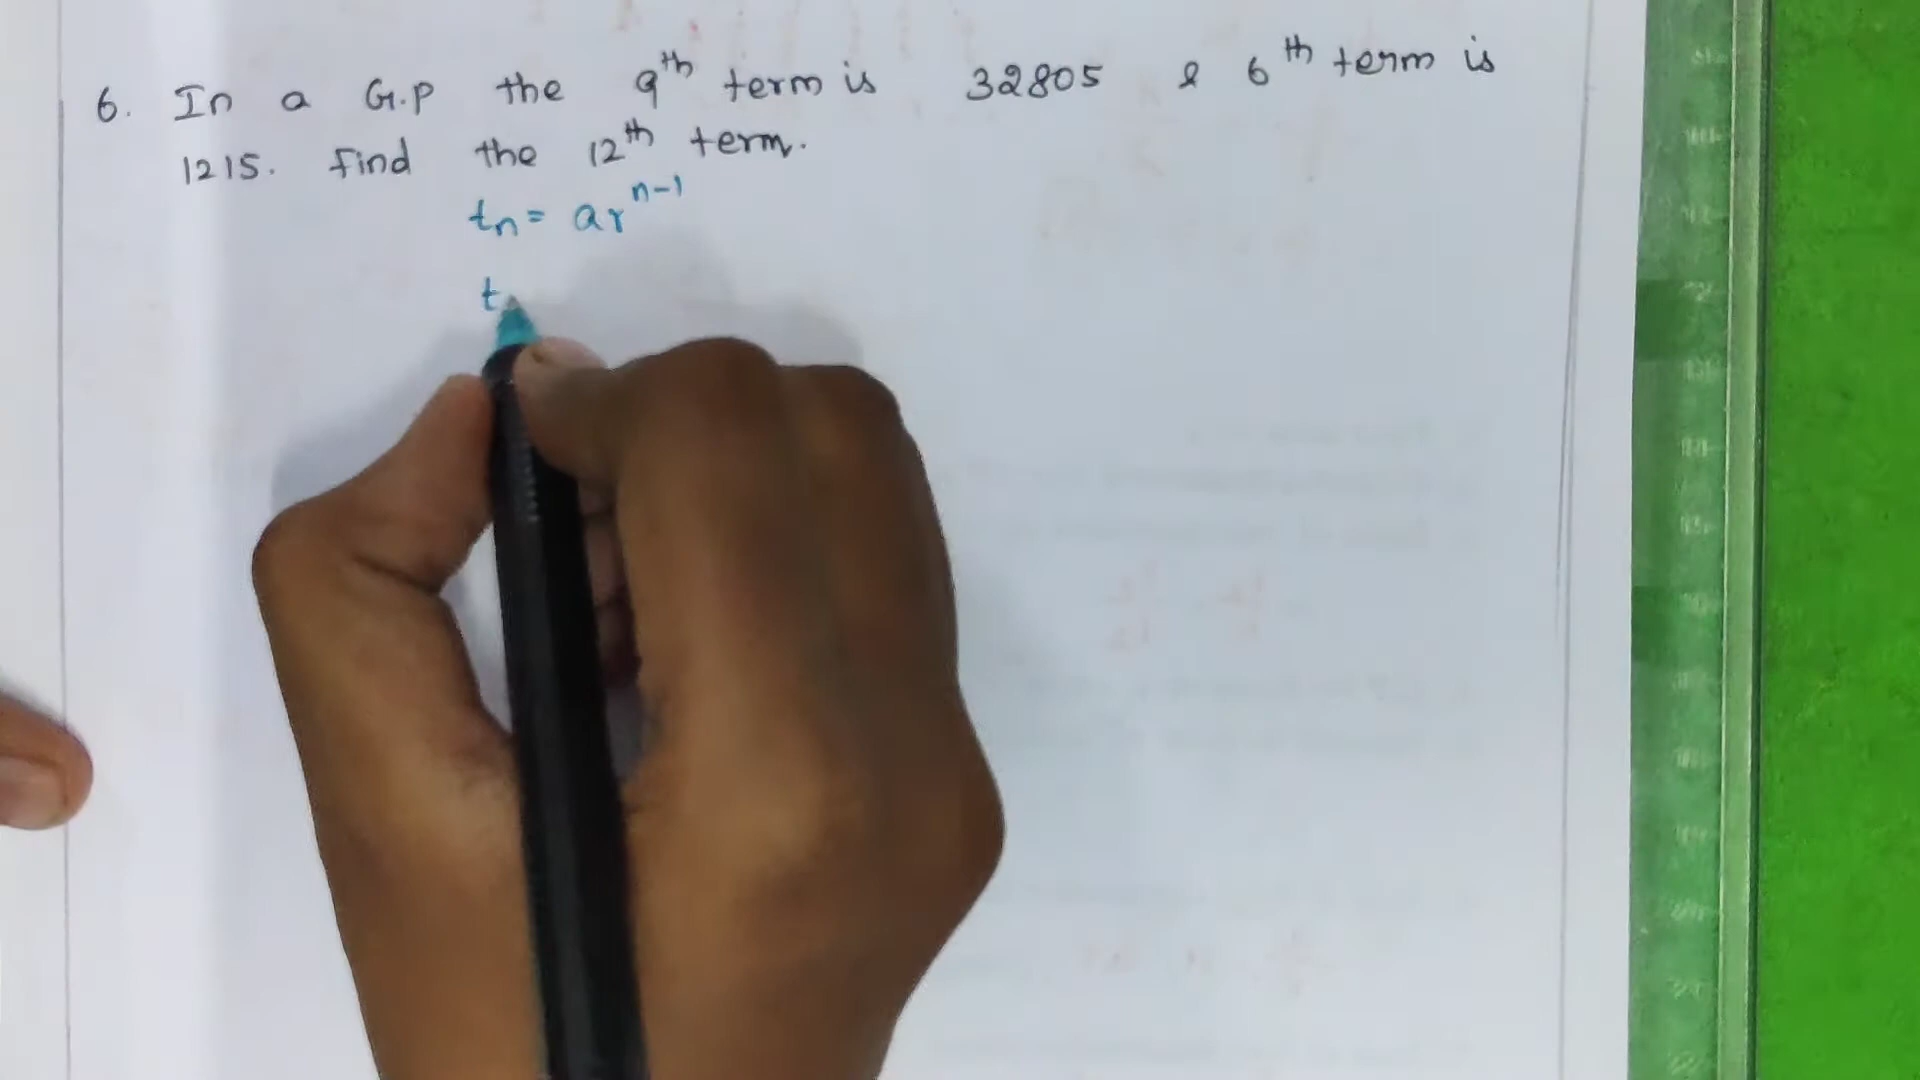 6. In a G.P the 9th term is 32805 & 6th term is
1215. Find the 12th term.
tn = ar^n-1
t